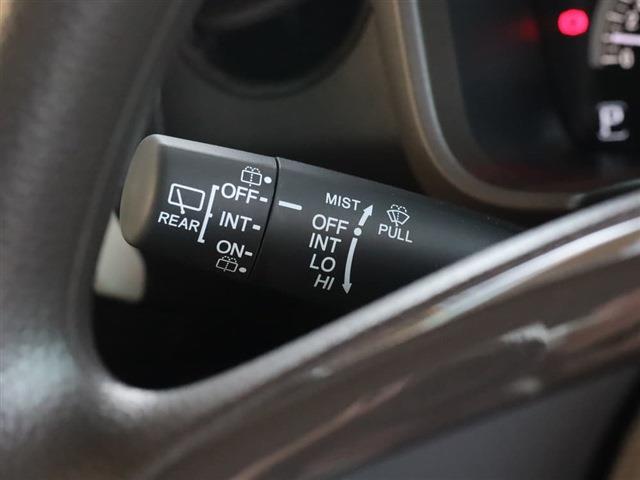 REAR
OFF
INT
ON
MIST
OFF
INT
LO
HI
PULL
P